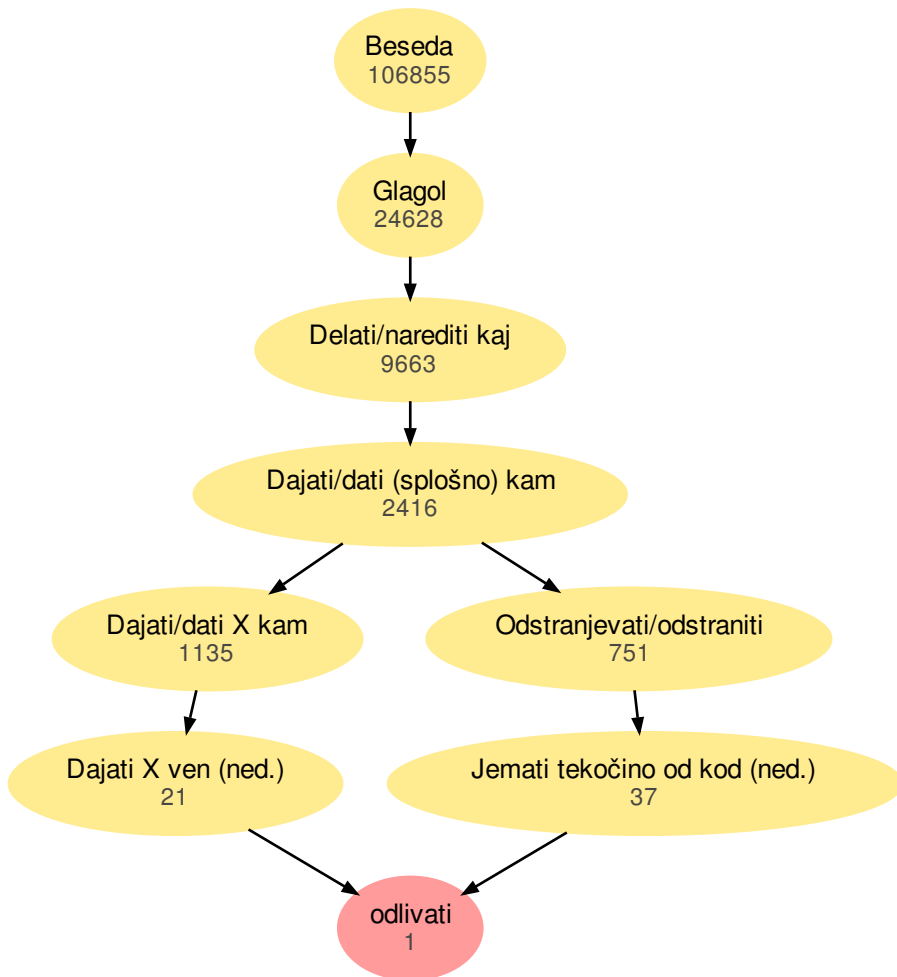 Beseda
106855
Glagol
24628
Delati/narediti kaj
9663
Dajati/dati (splošno) kam
2416
Dajati/dati X kam
1135
Odstranjevati/odstraniti
751
Dajati X ven (ned.)
21
Jemati tekočino od kod (ned.)
37
odlivati
1